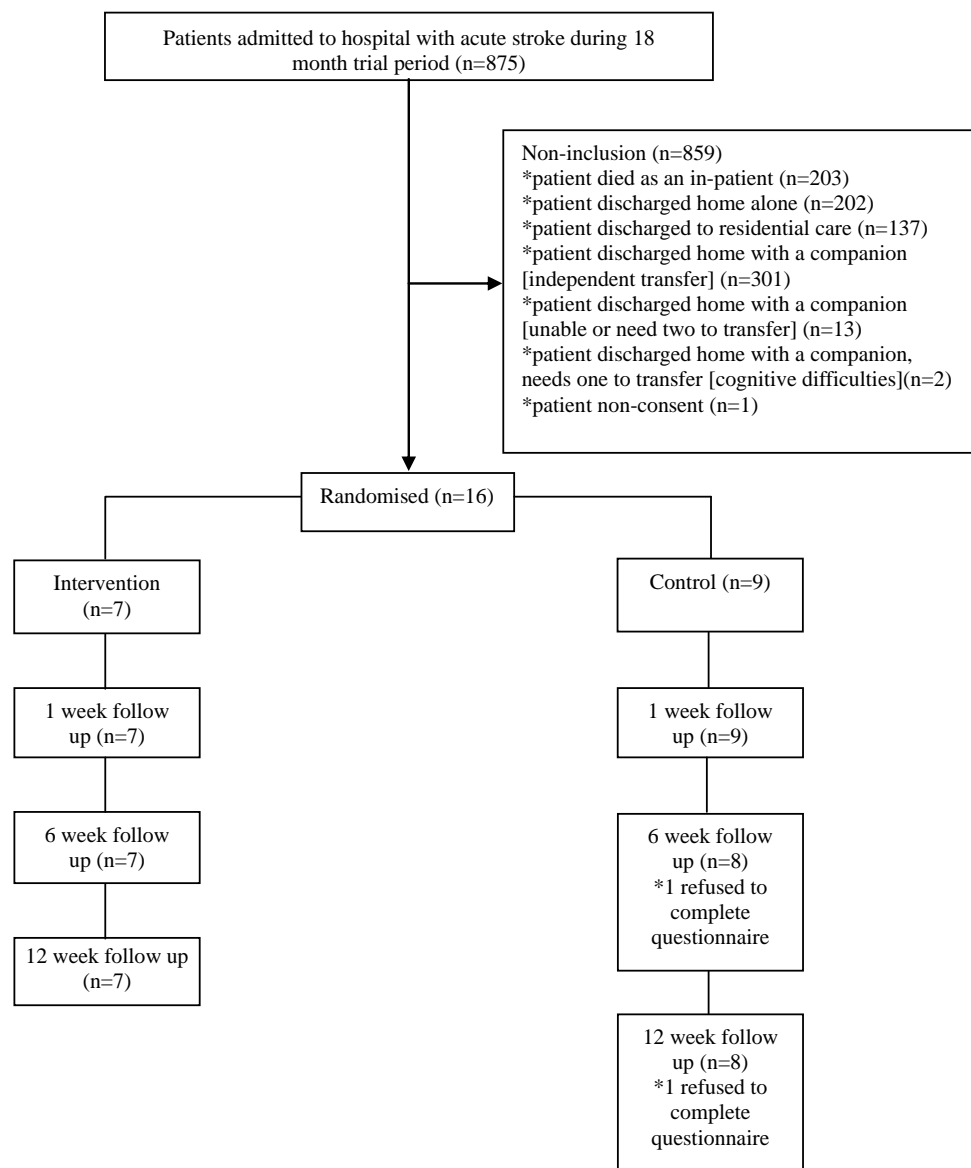 Patients admitted to hospital with acute stroke during 18
month trial period (n=875)
Non-inclusion (n=859)
*patient died as an in-patient (n=203)
*patient discharged home alone (n=202)
*patient discharged to residential care (n=137)
*patient discharged home with a companion
[independent transfer] (n=301)
*patient discharged home with a companion
[unable or need two to transfer] (n=13)
*patient discharged home with a companion,
needs one to transfer [cognitive difficulties](n=2)
*patient non-consent (n=1)
Randomised (n=16)
Intervention
(n=7)
Control (n=9)
1 week follow
up (n=7)
1 week follow
up (n=9)
6 week follow
up (n=7)
6 week follow
up (n=8)
*1 refused to
complete
questionnaire
12 week follow up
(n=7)
12 week follow
up (n=8)
*1 refused to
complete
questionnaire